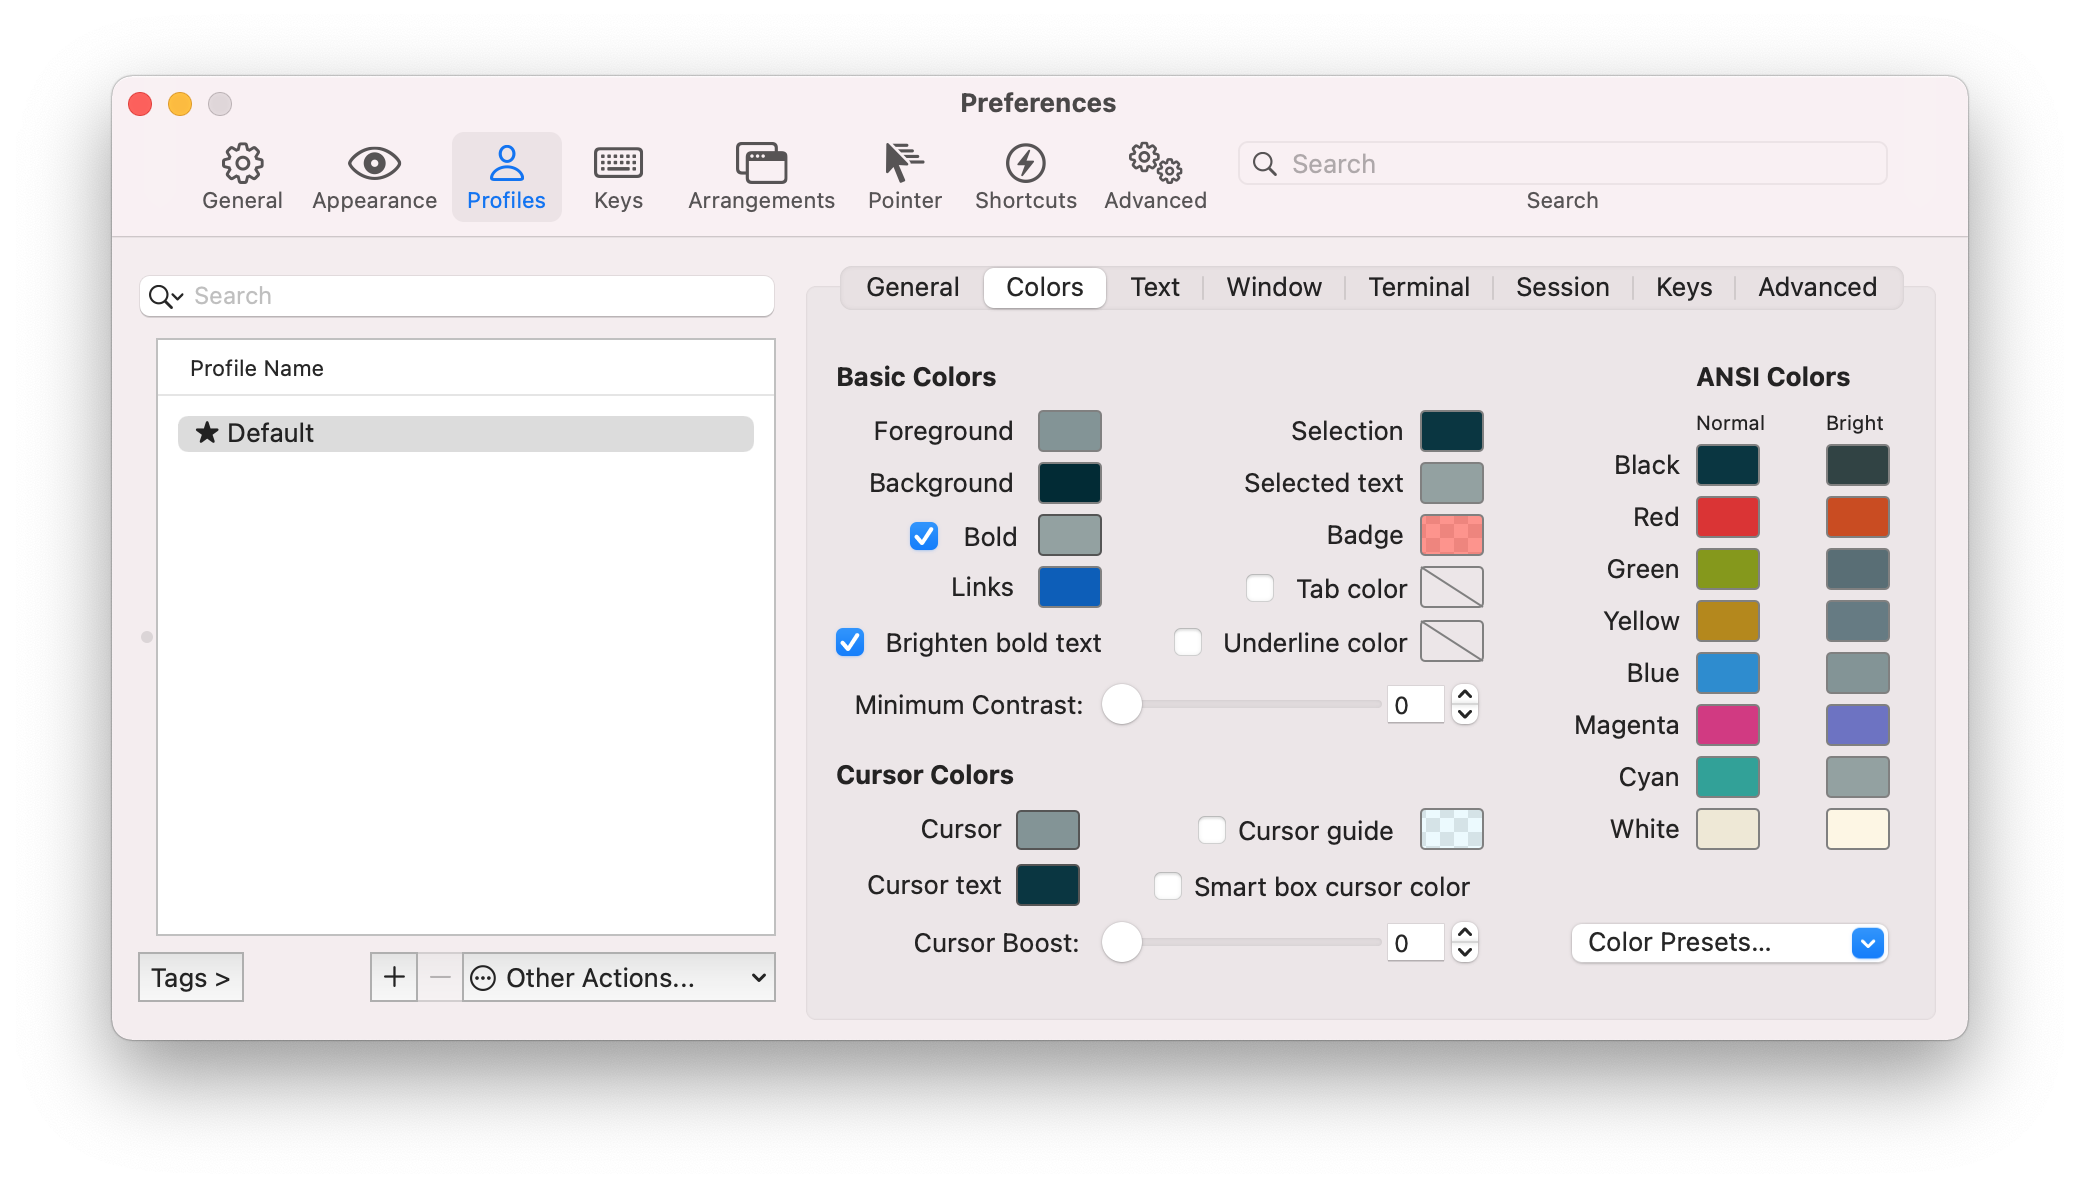 Preferences
General
Appearance
Profiles
Keys
Arrangements
Pointer
Shortcuts
Advanced
Search
Search
Search
Profile Name
★ Default
Tags >
+ − Other Actions...
General
Colors
Text
Window
Terminal
Session
Keys
Advanced
Basic Colors
Foreground
Background
Bold
Links
Brighten bold text
Selection
Selected text
Badge
Tab color
Underline color
Minimum Contrast: 0
Cursor Colors
Cursor
Cursor text
Cursor guide
Smart box cursor color
Cursor Boost: 0
ANSI Colors
Normal Bright
Black
Red
Green
Yellow
Blue
Magenta
Cyan
White
Color Presets...